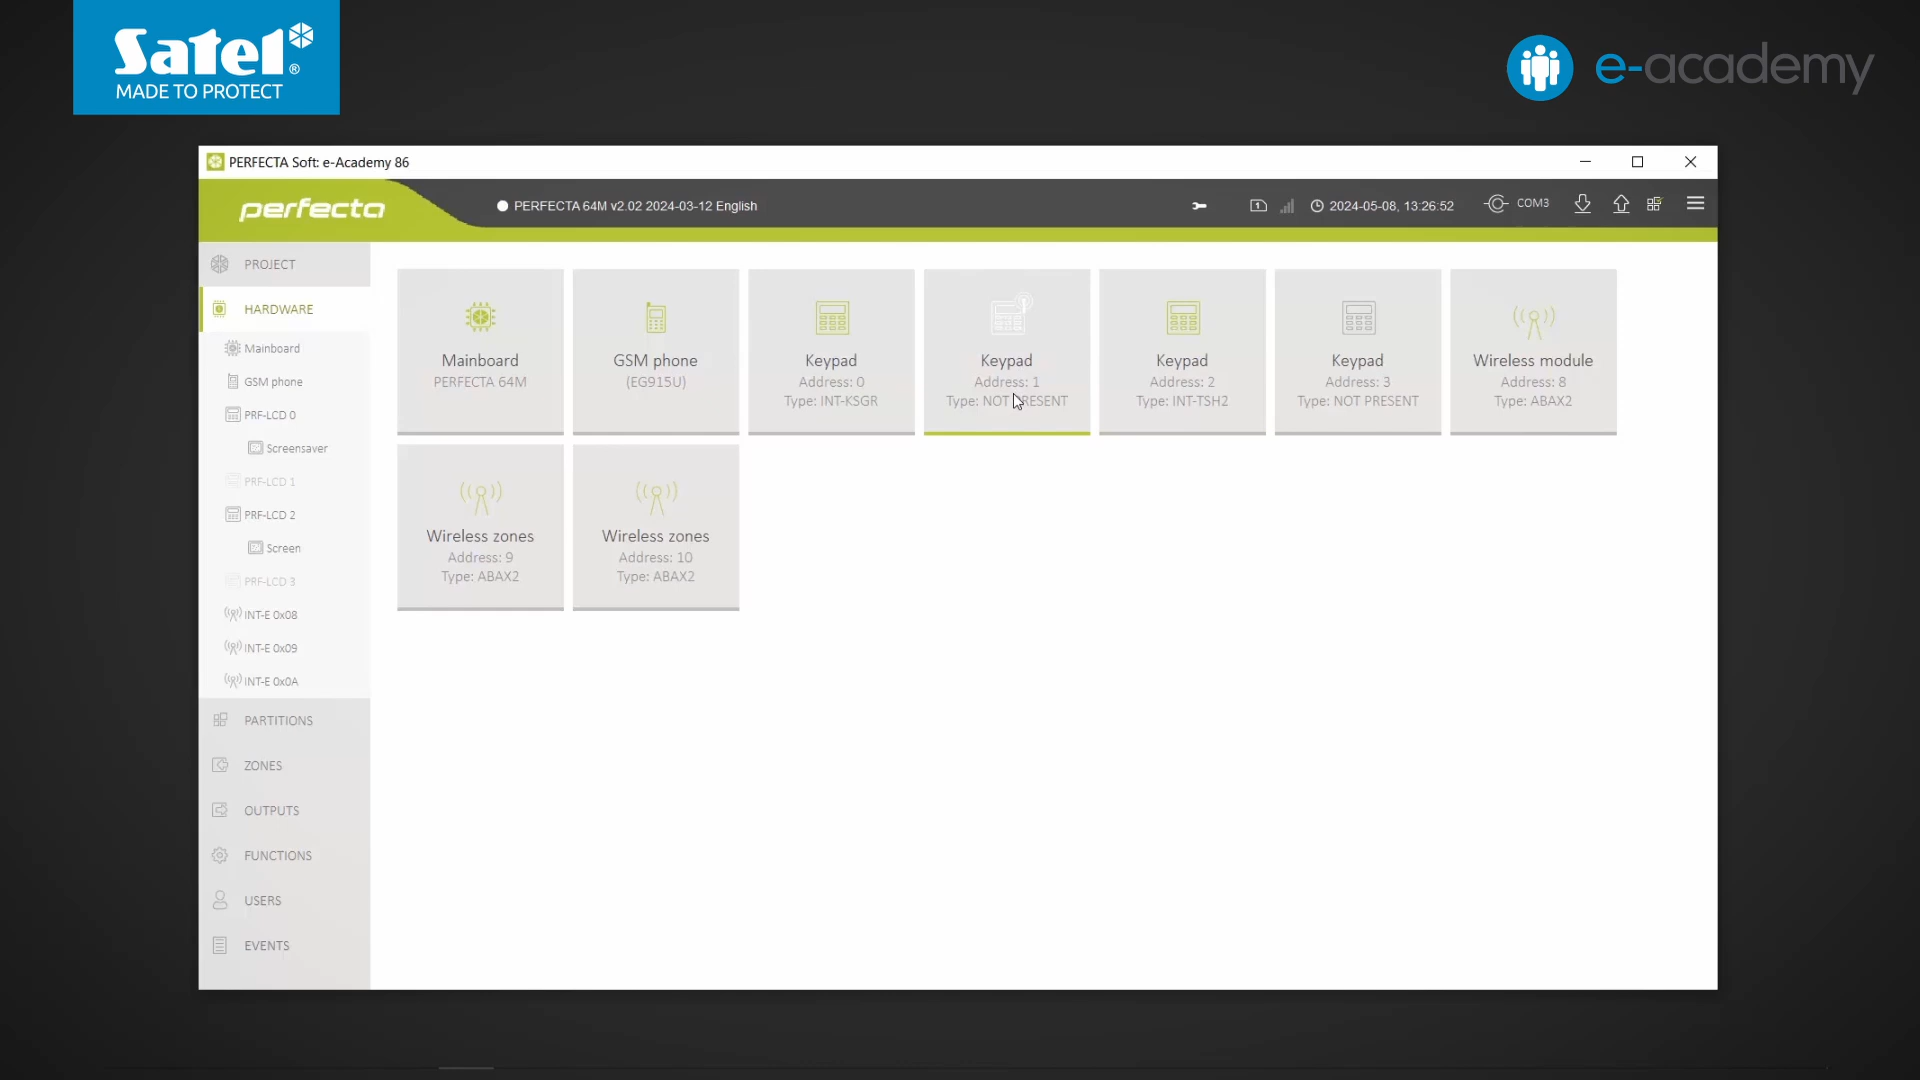 Satel®
MADE TO PROTECT
e-academy
PERFECTA Soft: e-Academy 86
perfecta
PERFECTA 64M v2.02 2024-03-12 English
1
2024-05-08, 13:26:52
COM3
PROJECT
HARDWARE
Mainboard
GSM phone
PRF-LCD 0
Screensaver
PRF-LCD 1
PRF-LCD 2
Screen
PRF-LCD 3
INT-E 0x08
INT-E 0x09
INT-E 0x0A
PARTITIONS
ZONES
OUTPUTS
FUNCTIONS
USERS
EVENTS
Mainboard
PERFECTA 64M
GSM phone
(EG915U)
Keypad
Address: 0
Type: INT-KSGR
Keypad
Address: 1
Type: NOT PRESENT
Keypad
Address: 2
Type: INT-TSH2
Keypad
Address: 3
Type: NOT PRESENT
Wireless module
Address: 8
Type: ABAX2
Wireless zones
Address: 9
Type: ABAX2
Wireless zones
Address: 10
Type: ABAX2